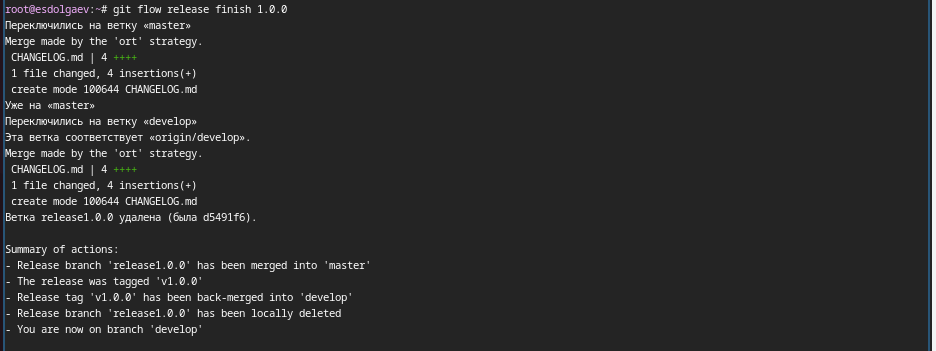 root@esdolgaev:~# git flow release finish 1.0.0
Переключились на ветку «master»
Merge made by the 'ort' strategy.
 CHANGELOG.md | 4 ++++
 1 file changed, 4 insertions(+)
 create mode 100644 CHANGELOG.md
Уже на «master»
Переключились на ветку «develop»
Эта ветка соответствует «origin/develop».
Merge made by the 'ort' strategy.
 CHANGELOG.md | 4 ++++
 1 file changed, 4 insertions(+)
 create mode 100644 CHANGELOG.md
Ветка release1.0.0 удалена (была d5491f6).

Summary of actions:
- Release branch 'release1.0.0' has been merged into 'master'
- The release was tagged 'v1.0.0'
- Release tag 'v1.0.0' has been back-merged into 'develop'
- Release branch 'release1.0.0' has been locally deleted
- You are now on branch 'develop'